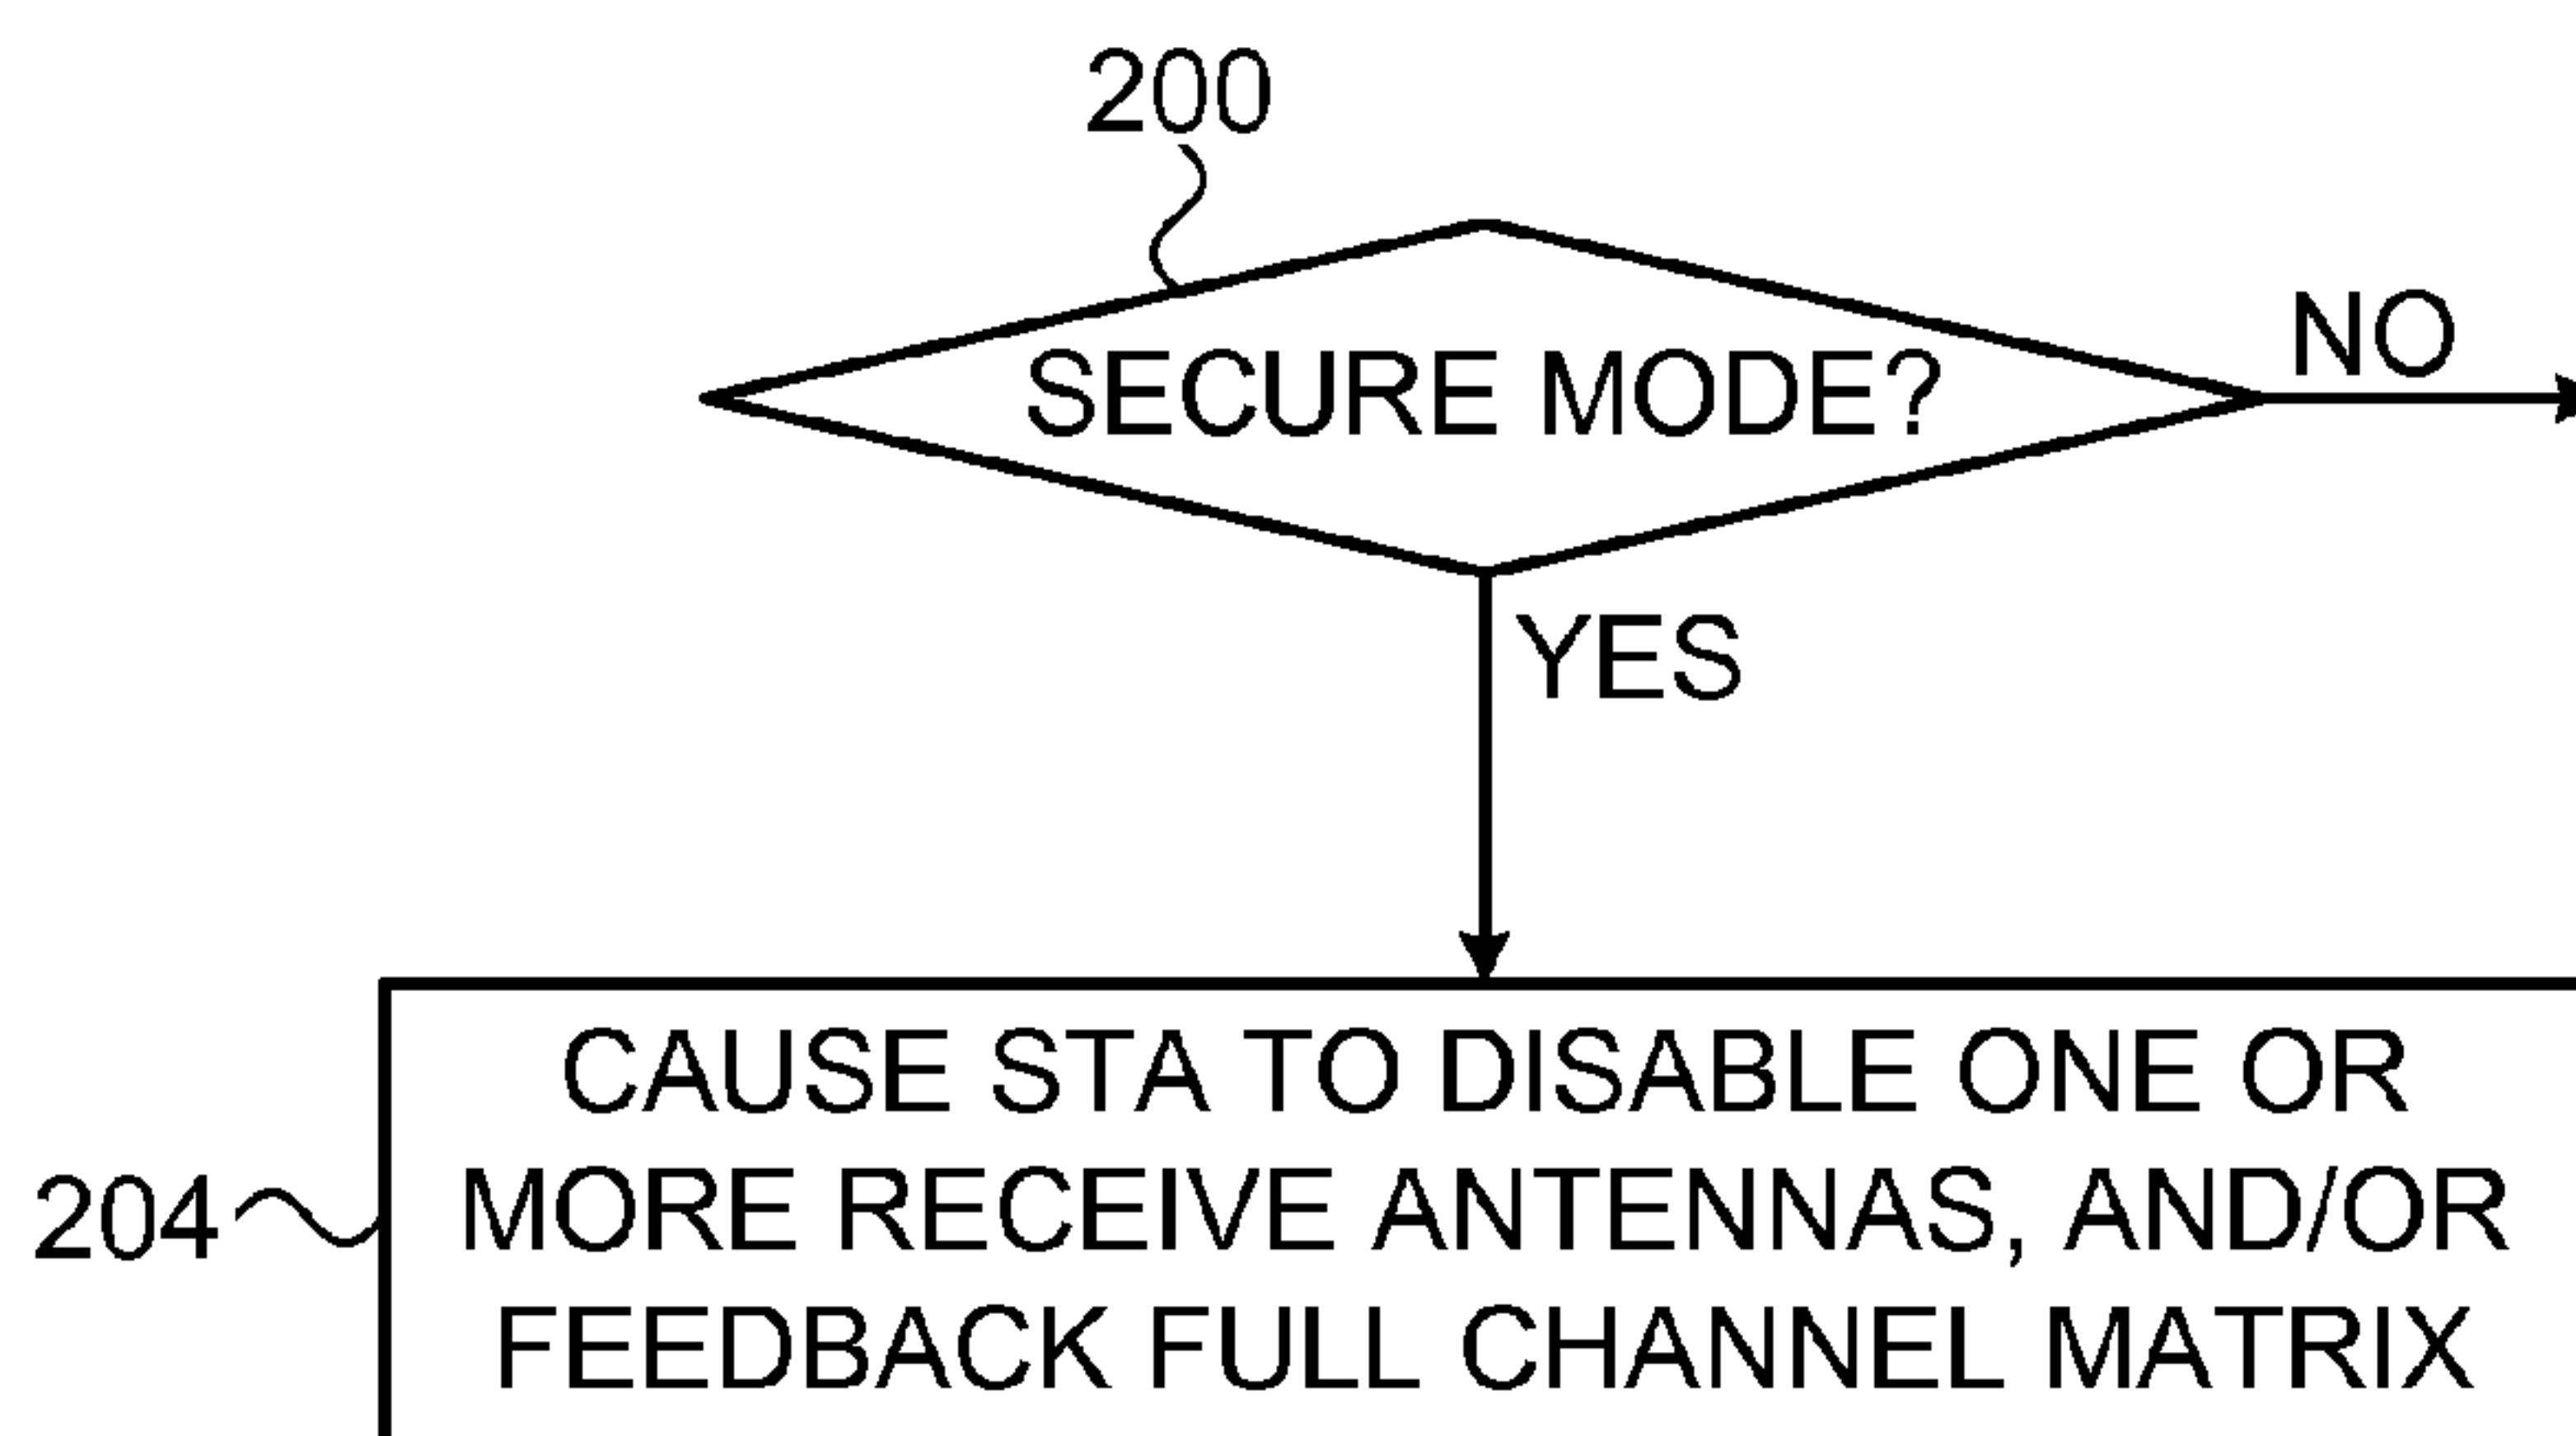 200
SECURE MODE?
NO
YES
CAUSE STA TO DISABLE ONE OR
204
MORE RECEIVE ANTENNAS, AND/OR
FEEDBACK FULL CHANNEL MATRIX